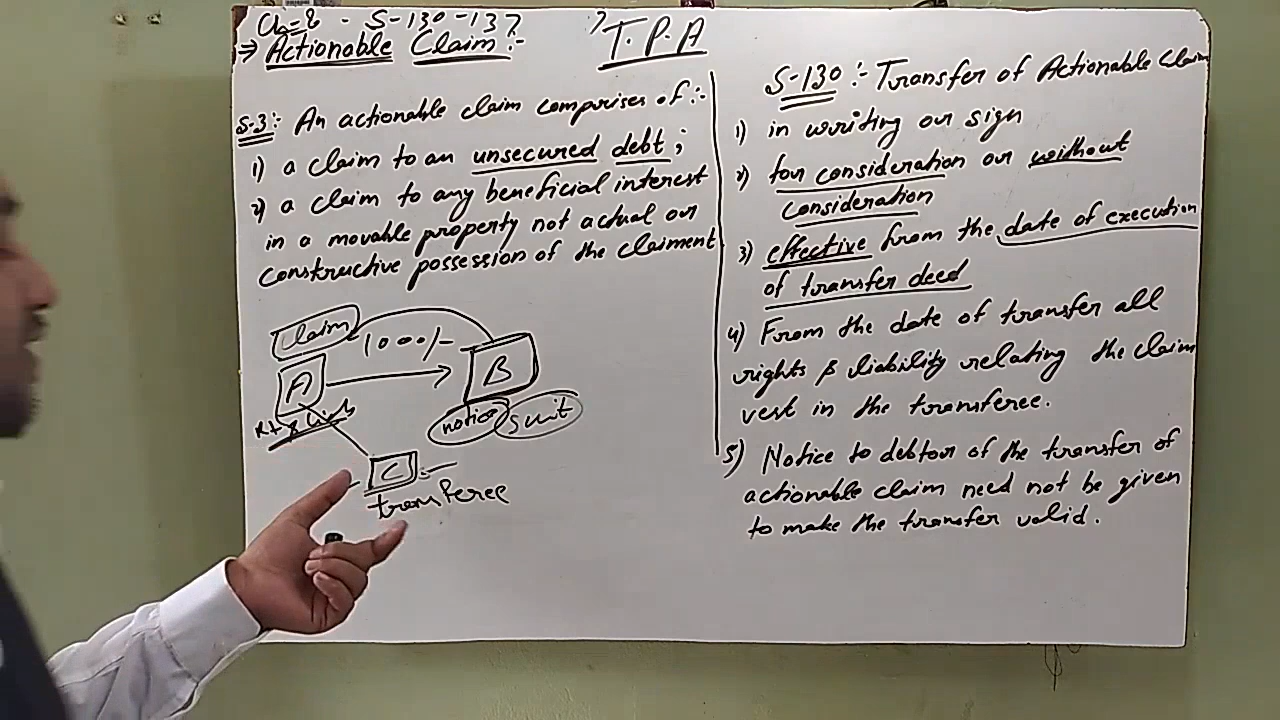 Ch=8 - S-130-137
⇒ Actionable Claim:-
T.P.A
S-3:- An actionable claim comprises of:-
1) a claim to an unsecured debt;
2) a claim to any beneficial interest
in a movable property not actual or
constructive possession of the claiment
Claim
1000/-
A
B
notice suit
C
transferee
S-130:- Transfer of Actionable Claim
1) in writing or sign
2) for consideration or without
consideration
3) effective from the date of execution
of transfer deed
4) From the date of transfer all
rights & liability relating the claim
vest in the transferee.
5) Notice to debtor of the transfer of
actionable claim need not be given
to make the transfer valid.